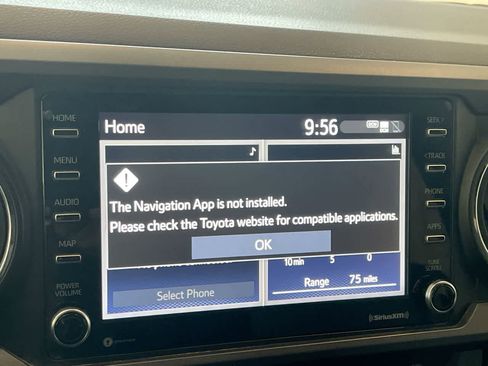 HOME
MENU
AUDIO
MAP
POWER
VOLUME
Home
9:56
The Navigation App is not installed.
Please check the Toyota website for compatible applications.
OK
10 min 5 0
Select Phone
Range 75 miles
SEEK >
< TRACK
PHONE
APPS
TUNE
SCROLL
SiriusXM